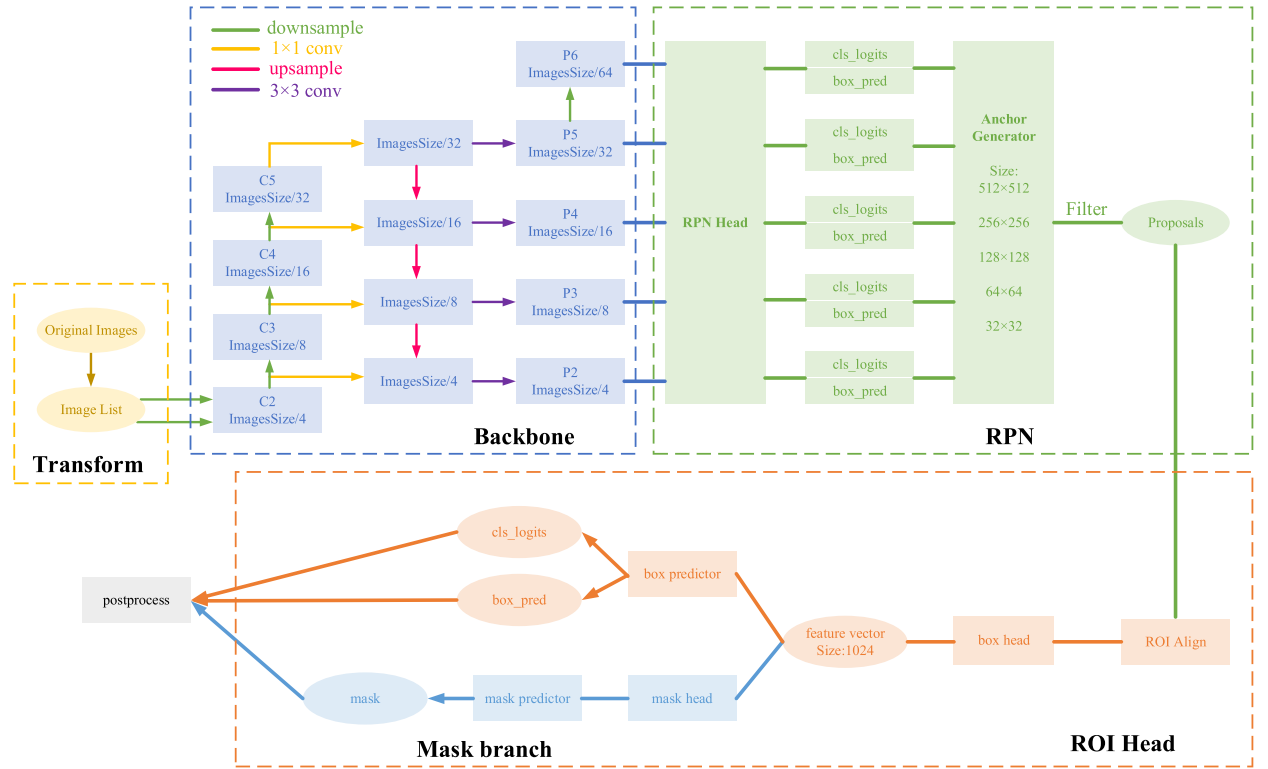 downsample
1×1 conv
upsample
3×3 conv
P6
ImagesSize/64
ImagesSize/32
P5
ImagesSize/32
C5
ImagesSize/32
ImagesSize/16
P4
ImagesSize/16
C4
ImagesSize/16
ImagesSize/8
P3
ImagesSize/8
C3
ImagesSize/8
ImagesSize/4
P2
ImagesSize/4
C2
ImagesSize/4
Backbone
Original Images
Image List
Transform
RPN Head
cls_logits
box_pred
cls_logits
box_pred
cls_logits
box_pred
cls_logits
box_pred
cls_logits
box_pred
Anchor
Generator
Size:
512×512
256×256
128×128
64×64
32×32
Filter
Proposals
RPN
cls_logits
box_pred
box predictor
postprocess
feature vector
Size:1024
box head
ROI Align
mask
mask predictor
mask head
Mask branch
ROI Head